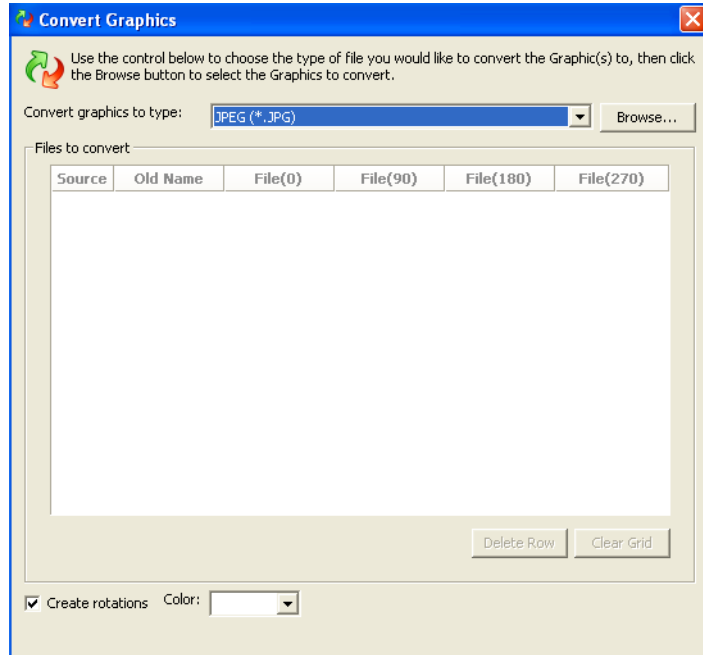 Convert Graphics
Use the control below to choose the type of file you would like to convert the Graphic(s) to, then click
the Browse button to select the Graphics to convert.
Convert graphics to type: JPEG (*.JPG) Browse...
Files to convert
Source Old Name File(0) File(90) File(180) File(270)
Delete Row Clear Grid
Create rotations Color: